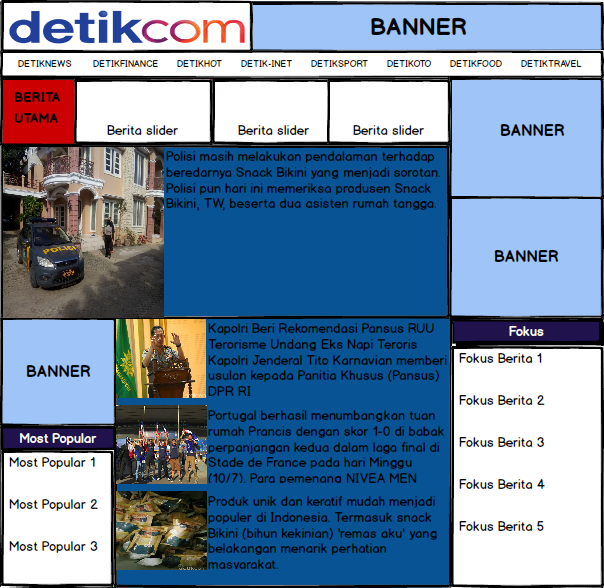 detikcom
BANNER
DETIKNEWS DETIKFINANCE DETIKHOT DETIK-INET DETIKSPORT DETIKOTO DETIKFOOD DETIKTRAVEL
BERITA
UTAMA
Berita slider
Berita slider
Berita slider
BANNER
POLISI
Polisi masih melakukan pendalaman terhadap
beredarnya Snack Bikini yang menjadi sorotan.
Polisi pun hari ini memeriksa produsen Snack
Bikini, TW, beserta dua asisten rumah tangga.
BANNER
BANNER
Kapolri Beri Rekomendasi Pansus RUU
Terorisme Undang Eks Napi Teroris
Kapolri Jenderal Tito Karnavian memberi
usulan kepada Panitia Khusus (Pansus)
DPR RI
Portugal berhasil menumbangkan tuan
rumah Prancis dengan skor 1-0 di babak
perpanjangan kedua dalam laga final di
Stade de France pada hari Minggu
(10/7). Para pemenang NIVEA MEN
Produk unik dan keratif mudah menjadi
populer di Indonesia. Termasuk snack
Bikini (bihun kekinian) 'remas aku' yang
belakangan menarik perhatian
masyarakat.
Most Popular
Most Popular 1
Most Popular 2
Most Popular 3
Fokus
Fokus Berita 1
Fokus Berita 2
Fokus Berita 3
Fokus Berita 4
Fokus Berita 5